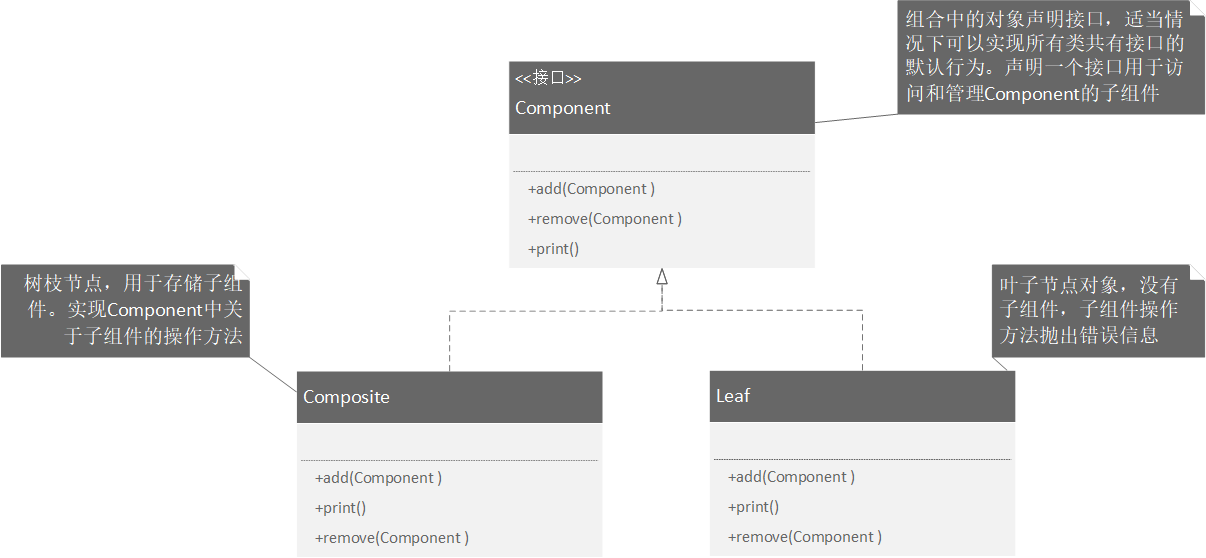 组合中的对象声明接口，适当情
况下可以实现所有类共有接口的
默认行为。声明一个接口用于访
问和管理Component的子组件
<<接口>>
Component
+add(Component )
+remove(Component )
+print()
树枝节点，用于存储子组
件。实现Component中关
于子组件的操作方法
叶子节点对象，没有
子组件，子组件操作
方法抛出错误信息
Composite
+add(Component )
+print()
+remove(Component )
Leaf
+add(Component )
+print()
+remove(Component )